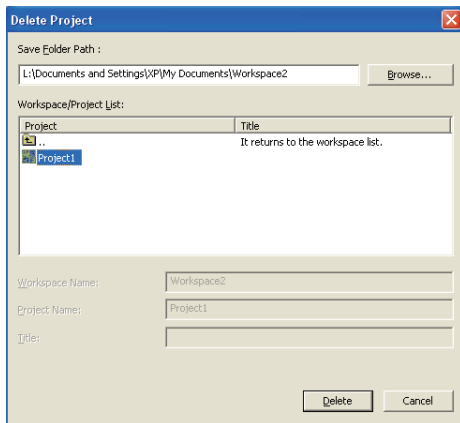 Delete Project
Save Folder Path :
L:\Documents and Settings\XP\My Documents\Workspace2
Browse...
Workspace/Project List:
Project Title
.. It returns to the workspace list.
Project1
Workspace Name: Workspace2
Project Name: Project1
Title:
Delete Cancel